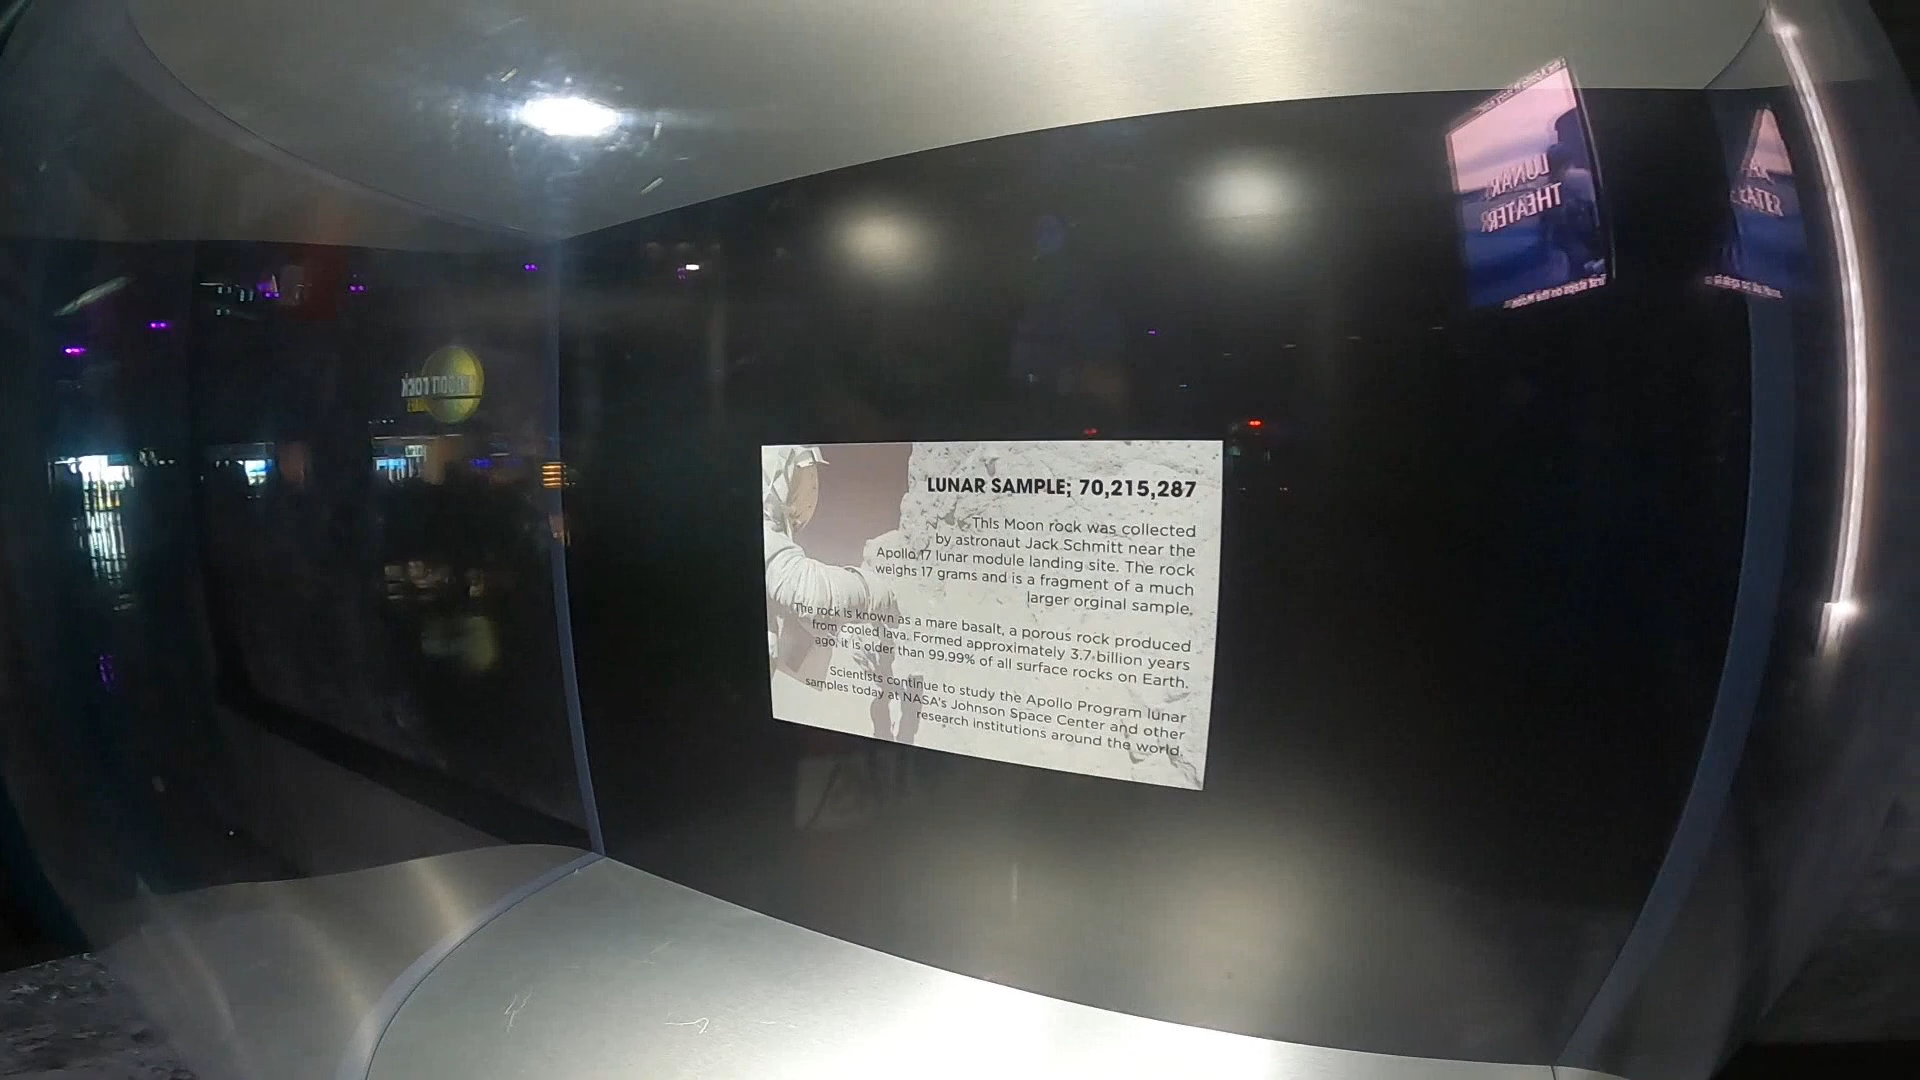 LUNAR
THEATER
moon rock
LUNAR SAMPLE; 70,215,287
This Moon rock was collected
by astronaut Jack Schmitt near the
Apollo 17 lunar module landing site. The rock
weighs 17 grams and is a fragment of a much
larger orginal sample.
The rock is known as a mare basalt, a porous rock produced
from cooled lava. Formed approximately 3.7 billion years
ago, it is older than 99.99% of all surface rocks on Earth.
Scientists continue to study the Apollo Program lunar
samples today at NASA's Johnson Space Center and other
research institutions around the world.